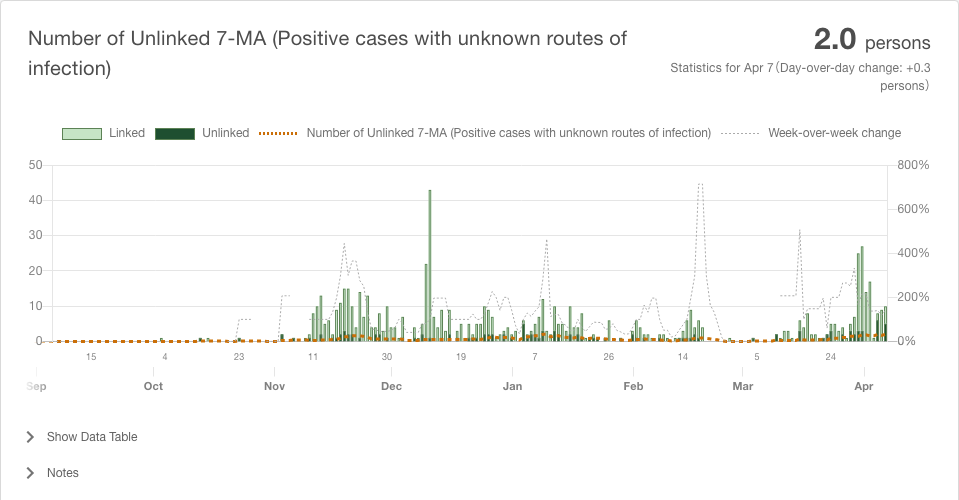 Number of Unlinked 7-MA (Positive cases with unknown routes of
infection)
2.0 persons
Statistics for Apr 7(Day-over-day change: +0.3
persons)
Linked
Unlinked
Number of Unlinked 7-MA (Positive cases with unknown routes of infection)
Week-over-week change
50
40
30
20
10
0
800%
600%
400%
200%
0%
15 4 23 11 30 19 7 26 14 5 24
Sep Oct Nov Dec Jan Feb Mar Apr
Show Data Table
Notes